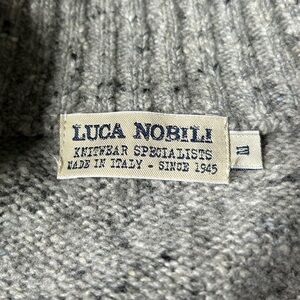 LUCA NOBILI
KNITWEAR SPECIALISTS
MADE IN ITALY - SINCE 1945
M